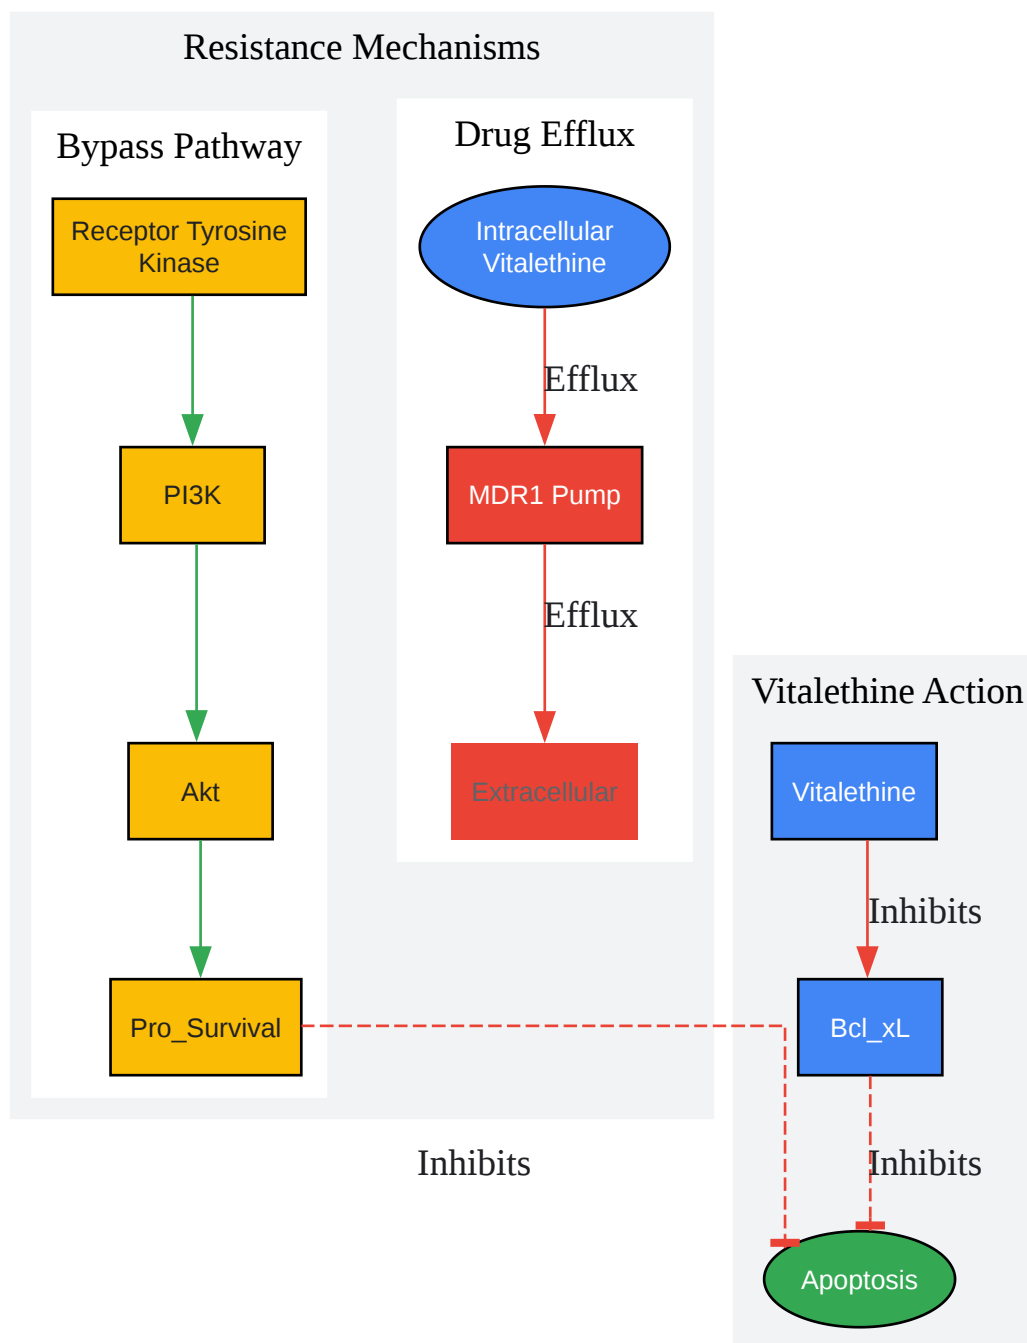 Resistance Mechanisms
Bypass Pathway
Receptor Tyrosine
Kinase
PI3K
Akt
Pro_Survival
Drug Efflux
Intracellular
Vitalethine
Efflux
MDR1 Pump
Efflux
Extracellular
Vitalethine Action
Vitalethine
Inhibits
Bcl_xL
Inhibits
Inhibits
Apoptosis